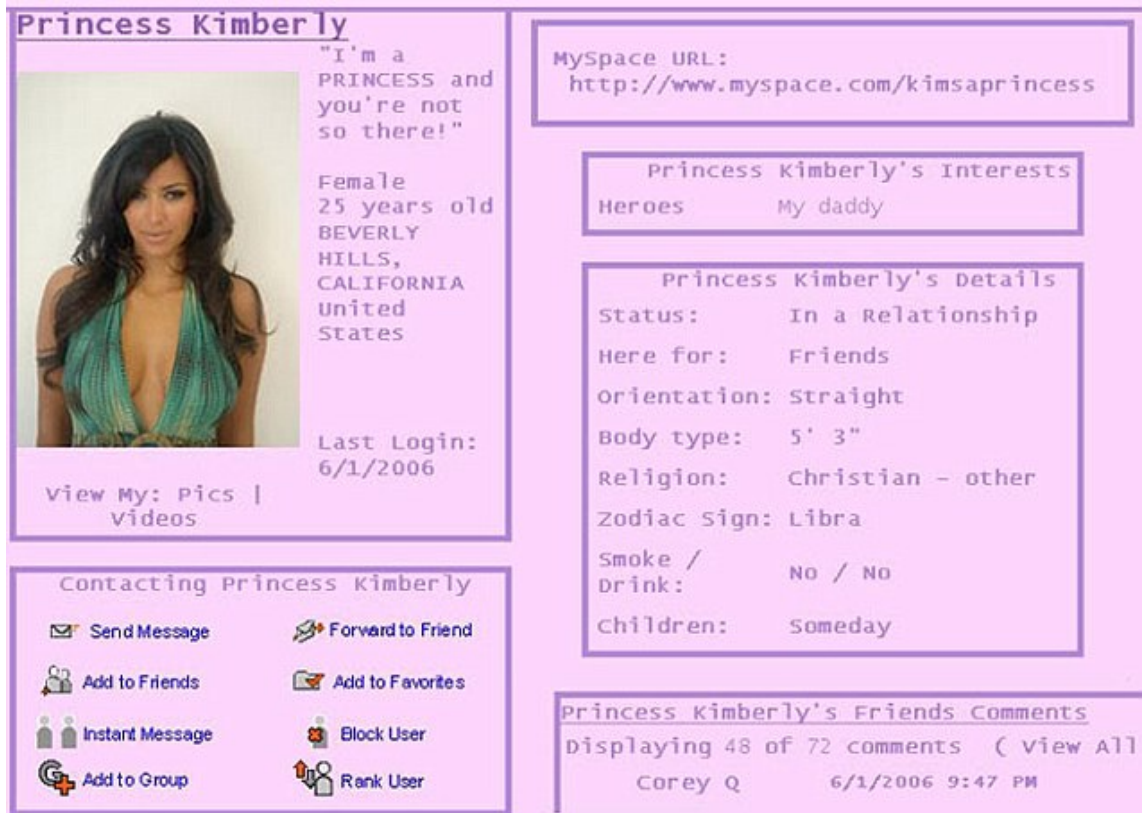 Princess Kimberly
"I'm a
PRINCESS and
you're not
so there!"
Female
25 years old
BEVERLY
HILLS,
CALIFORNIA
United
States
Last Login:
6/1/2006
View My: Pics |
Videos
Contacting Princess Kimberly
Send Message
Forward to Friend
Add to Friends
Add to Favorites
Instant Message
Block User
Add to Group
Rank User
MySpace URL:
http://www.myspace.com/kimsaprincess
Princess Kimberly's Interests
Heroes My daddy
Princess Kimberly's Details
Status: In a Relationship
Here for: Friends
Orientation: Straight
Body type: 5' 3"
Religion: Christian – other
Zodiac Sign: Libra
Smoke /
Drink: No / No
Children: Someday
Princess Kimberly's Friends Comments
Displaying 48 of 72 comments ( View All
Corey Q 6/1/2006 9:47 PM